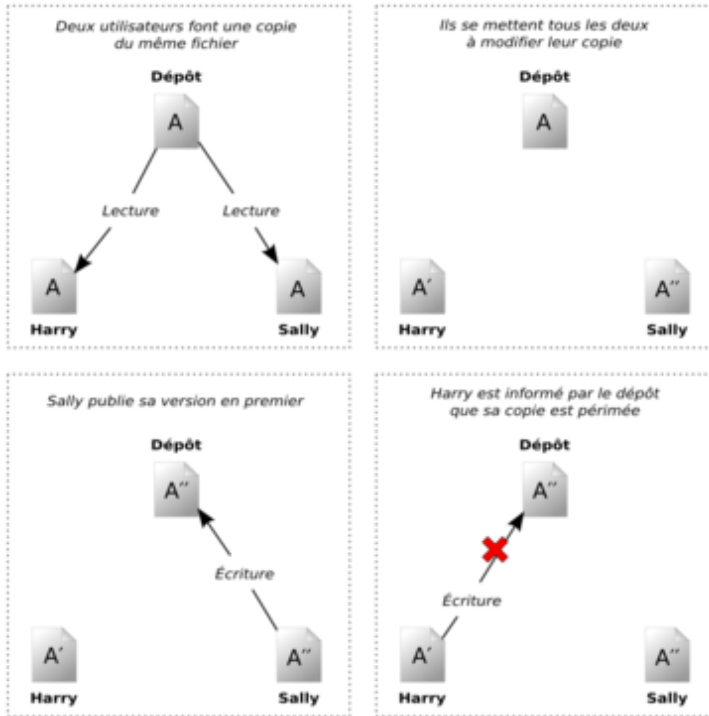 Deux utilisateurs font une copie
du même fichier
Dépôt
A
Lecture
Lecture
A
A
Harry
Sally
Ils se mettent tous les deux
à modifier leur copie
Dépôt
A
A′
A″
Harry
Sally
Sally publie sa version en premier
Dépôt
A″
Écriture
A′
A″
Harry
Sally
Harry est informé par le dépôt
que sa copie est périmée
Dépôt
A″
Écriture
A′
A″
Harry
Sally